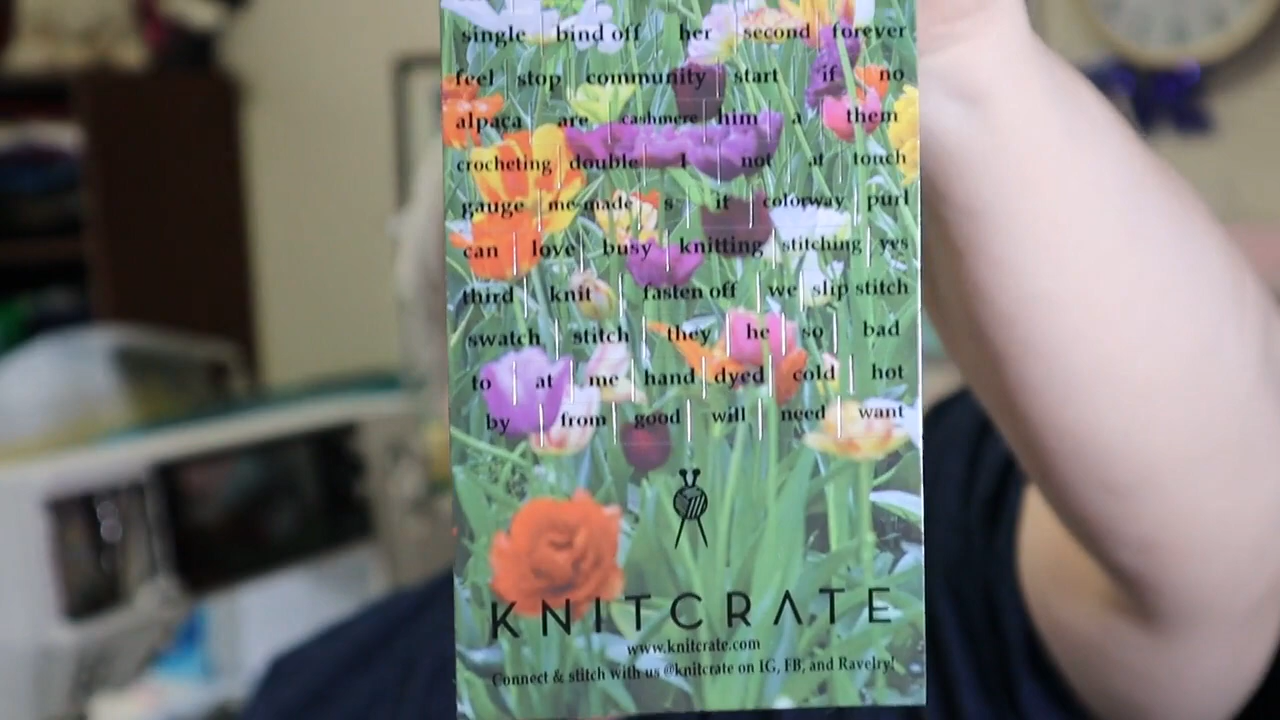 single bind off her second forever
feel stop community start if no
alpaca are cashmere him a them
crocheting double I not at touch
gauge me-made s it colorway purl
can love busy knitting stitching yes
third knit fasten off we slip stitch
swatch stitch they he so bad
to at me hand dyed cold hot
by from good will need want
KNITCRATE
www.knitcrate.com
Connect & stitch with us @knitcrate on IG, FB, and Ravelry!